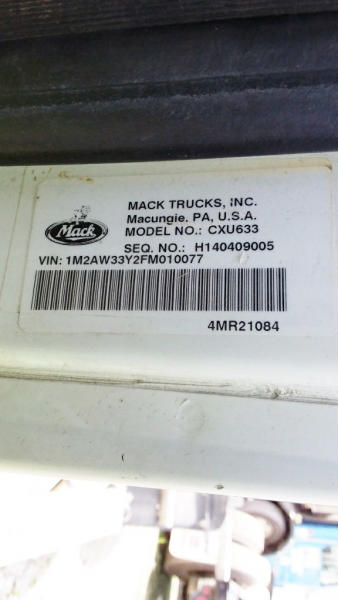 Mack
MACK TRUCKS, INC.
Macungie, PA, U.S.A.
MODEL NO.: CXU633
SEQ. NO.: H140409005
VIN: 1M2AW33Y2FM010077
4MR21084